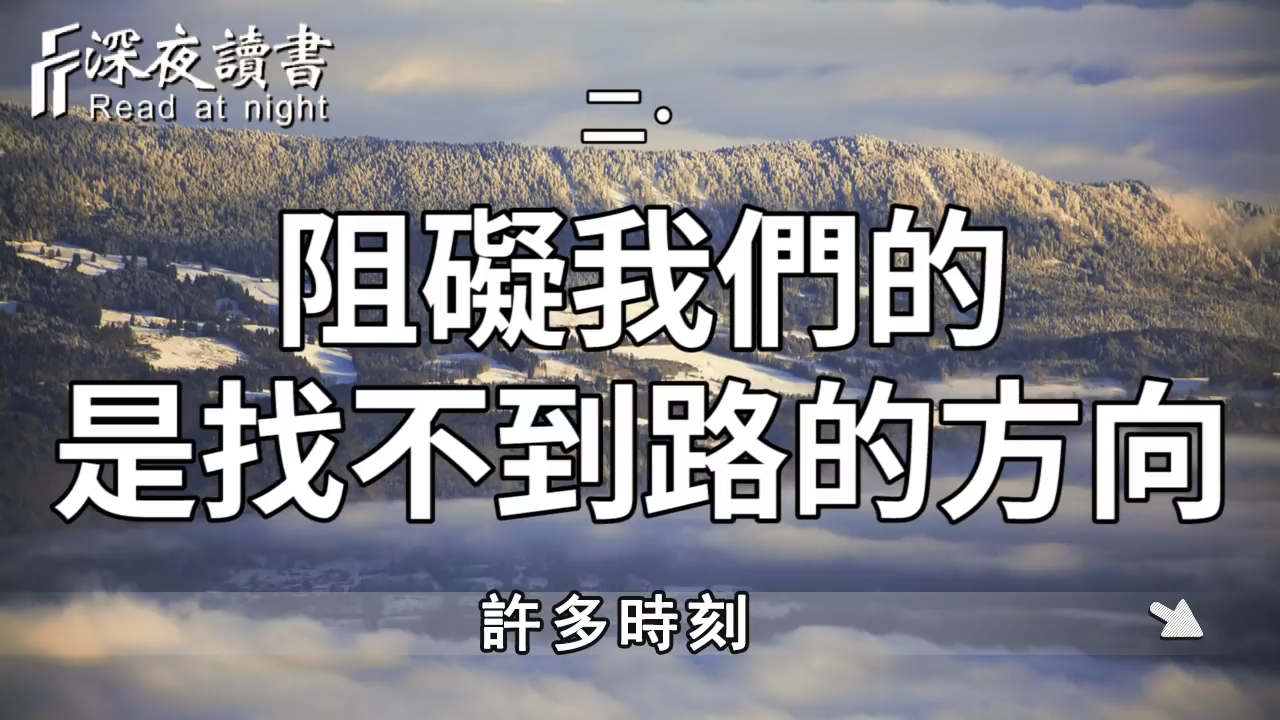 深夜讀書
Read at night
二·
阻礙我們的
是找不到路的方向
許多時刻